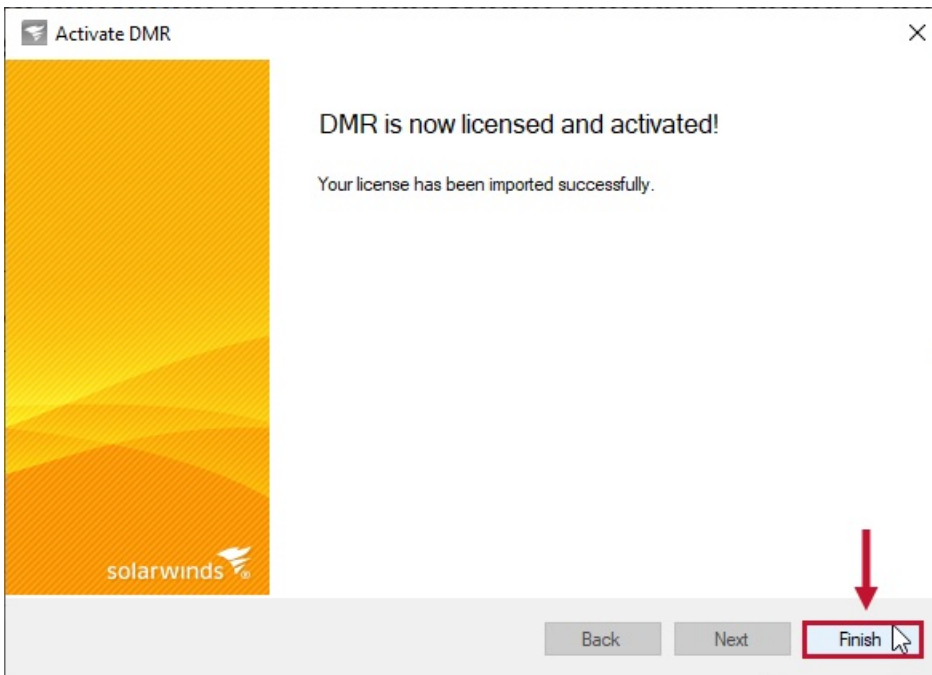 Activate DMR
DMR is now licensed and activated!
Your license has been imported successfully.
solarwinds
Back
Next
Finish